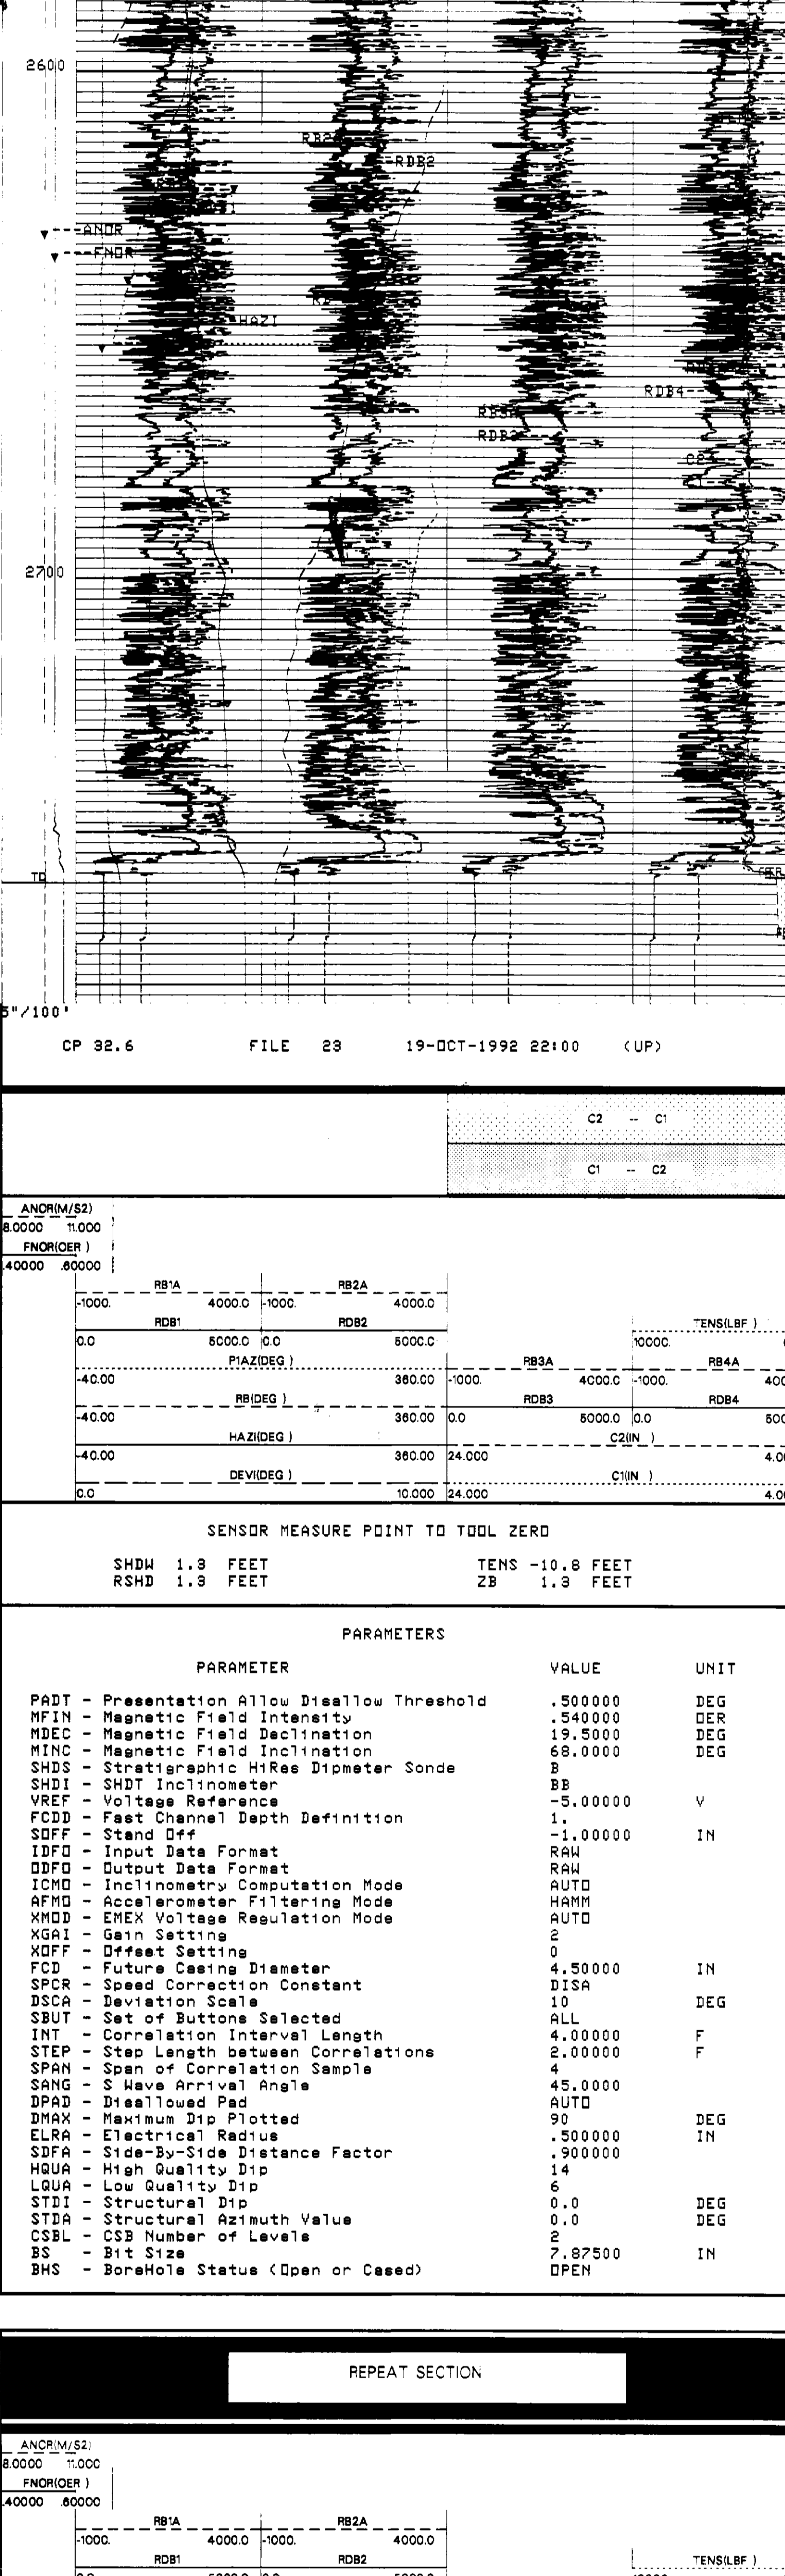 2600
RDB2
ANOR
FNOR
HAZI
RDB4
2700
TD
5"/100'
CP 32.6 FILE 23 19-OCT-1992 22:00 (UP)
C2 -- C1
C1 -- C2
ANOR(M/S2)
8.0000 11.000
FNOR(OER )
.40000 .60000
RB1A RB2A
-1000. 4000.0 -1000. 4000.0
RDB1 RDB2 TENS(LBF )
0.0 5000.0 0.0 5000.0 10000.
P1AZ(DEG ) RB3A RB4A
-40.00 360.00 -1000. 4000.0 -1000. 400
RB(DEG ) RDB3 RDB4
-40.00 360.00 0.0 5000.0 0.0 500
HAZI(DEG ) C2(IN )
-40.00 360.00 24.000 4.00
DEVI(DEG ) C1(IN )
0.0 10.000 24.000 4.00
SENSOR MEASURE POINT TO TOOL ZERO
SHDW 1.3 FEET TENS -10.8 FEET
RSHD 1.3 FEET ZB 1.3 FEET
PARAMETERS
PARAMETER VALUE UNIT
PADT - Presentation Allow Disallow Threshold .500000 DEG
MFIN - Magnetic Field Intensity .540000 OER
MDEC - Magnetic Field Declination 19.5000 DEG
MINC - Magnetic Field Inclination 68.0000 DEG
SHDS - Stratigraphic HiRes Dipmeter Sonde B
SHDI - SHDT Inclinometer BB
VREF - Voltage Reference -5.00000 V
FCDD - Fast Channel Depth Definition 1.
SOFF - Stand Off -1.00000 IN
IDFO - Input Data Format RAW
ODFO - Output Data Format RAW
ICMO - Inclinometry Computation Mode AUTO
AFMO - Accelerometer Filtering Mode HAMM
XMOD - EMEX Voltage Regulation Mode AUTO
XGAI - Gain Setting 2
XOFF - Offset Setting 0
FCD - Future Casing Diameter 4.50000 IN
SPCR - Speed Correction Constant DISA
DSCA - Deviation Scale 10 DEG
SBUT - Set of Buttons Selected ALL
INT - Correlation Interval Length 4.00000 F
STEP - Step Length between Correlations 2.00000 F
SPAN - Span of Correlation Sample 4
SANG - S Wave Arrival Angle 45.0000
DPAD - Disallowed Pad AUTO
DMAX - Maximum Dip Plotted 90 DEG
ELRA - Electrical Radius .500000 IN
SDFA - Side-By-Side Distance Factor .900000
HQUA - High Quality Dip 14
LQUA - Low Quality Dip 6
STDI - Structural Dip 0.0 DEG
STDA - Structural Azimuth Value 0.0 DEG
CSBL - CSB Number of Levels 2
BS - Bit Size 7.87500 IN
BHS - BoreHole Status (Open or Cased) OPEN
REPEAT SECTION
ANOR(M/S2)
8.0000 11.000
FNOR(OER )
.40000 .60000
RB1A RB2A
-1000. 4000.0 -1000. 4000.0
RDB1 RDB2 TENS(LBF )